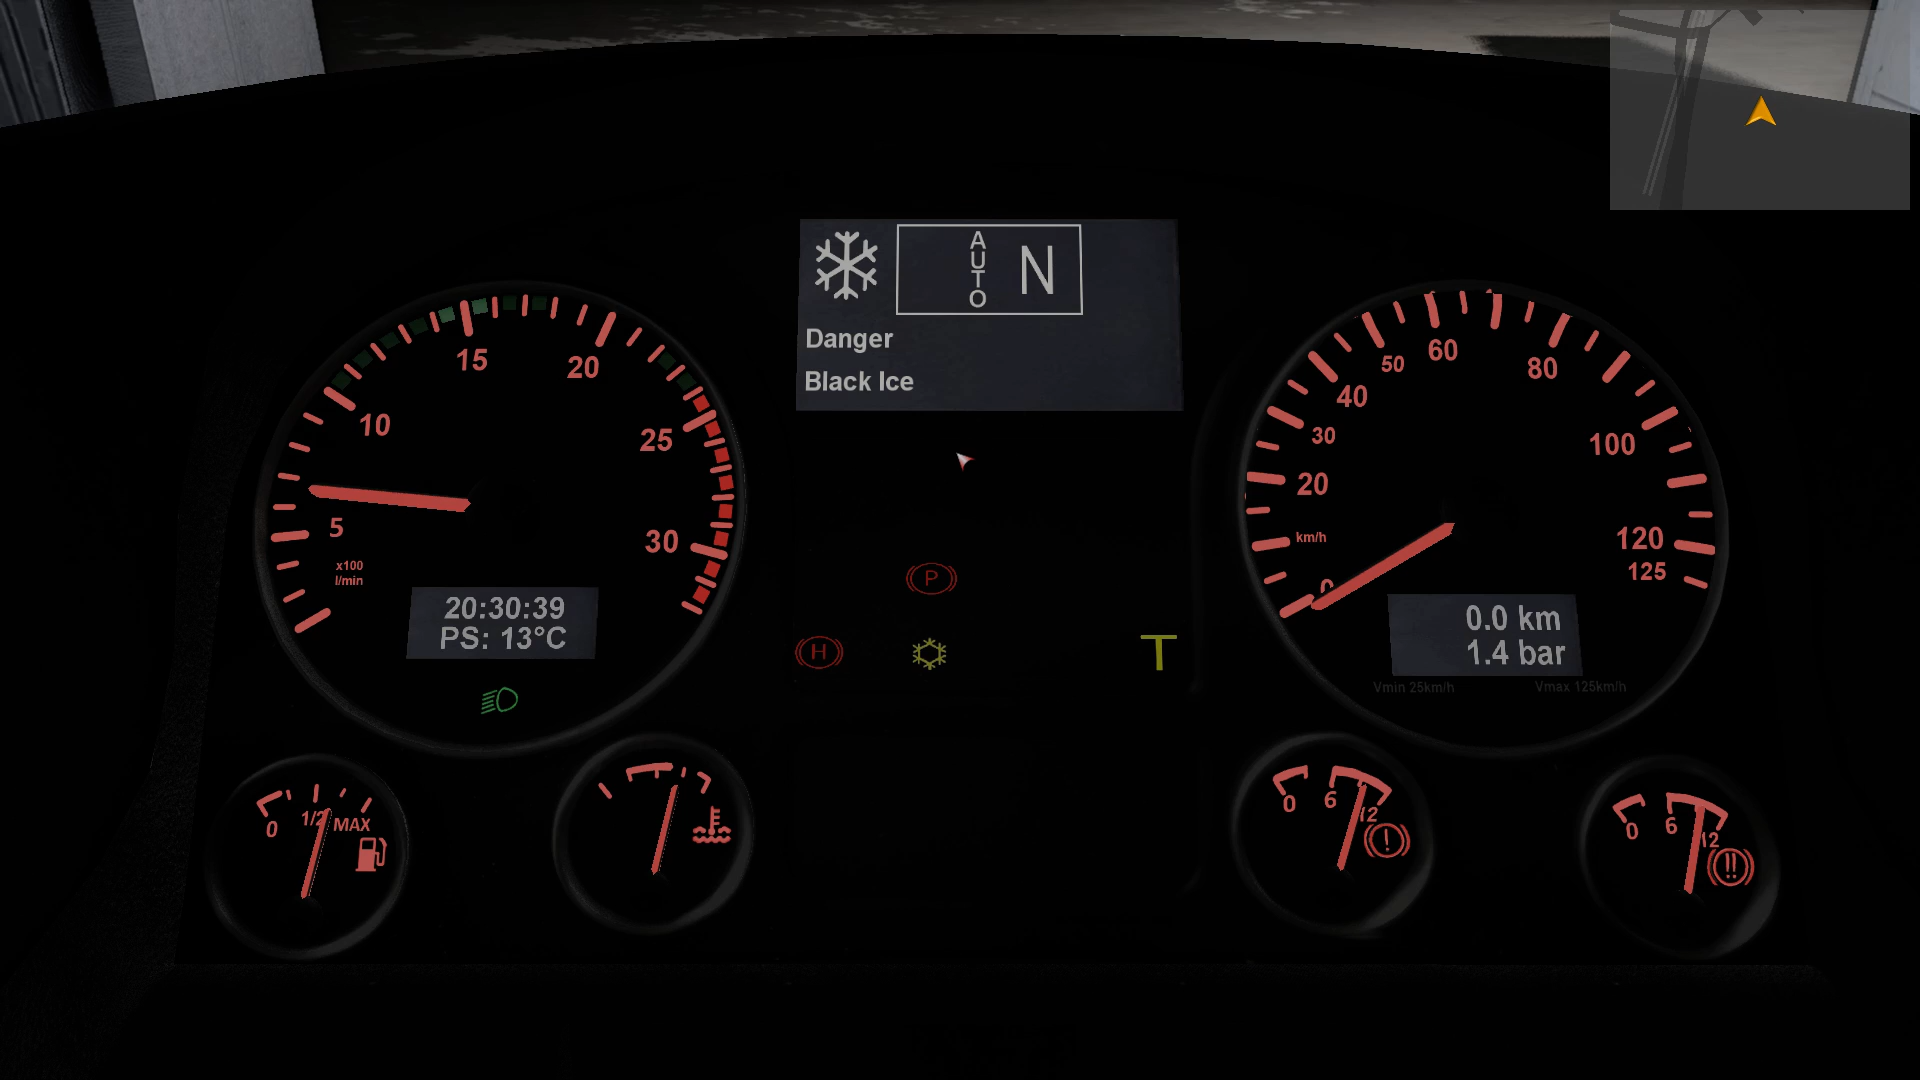 A
U
T
O
N
Danger
Black Ice
5
10
15
20
25
30
x100
l/min
20:30:39
PS: 13°C
P
H
T
0
20
30
40
50
60
80
100
120
125
km/h
0.0 km
1.4 bar
Vmin 25km/h
Vmax 125km/h
0
1/2
MAX
0
6
12
!
0
6
12
!!